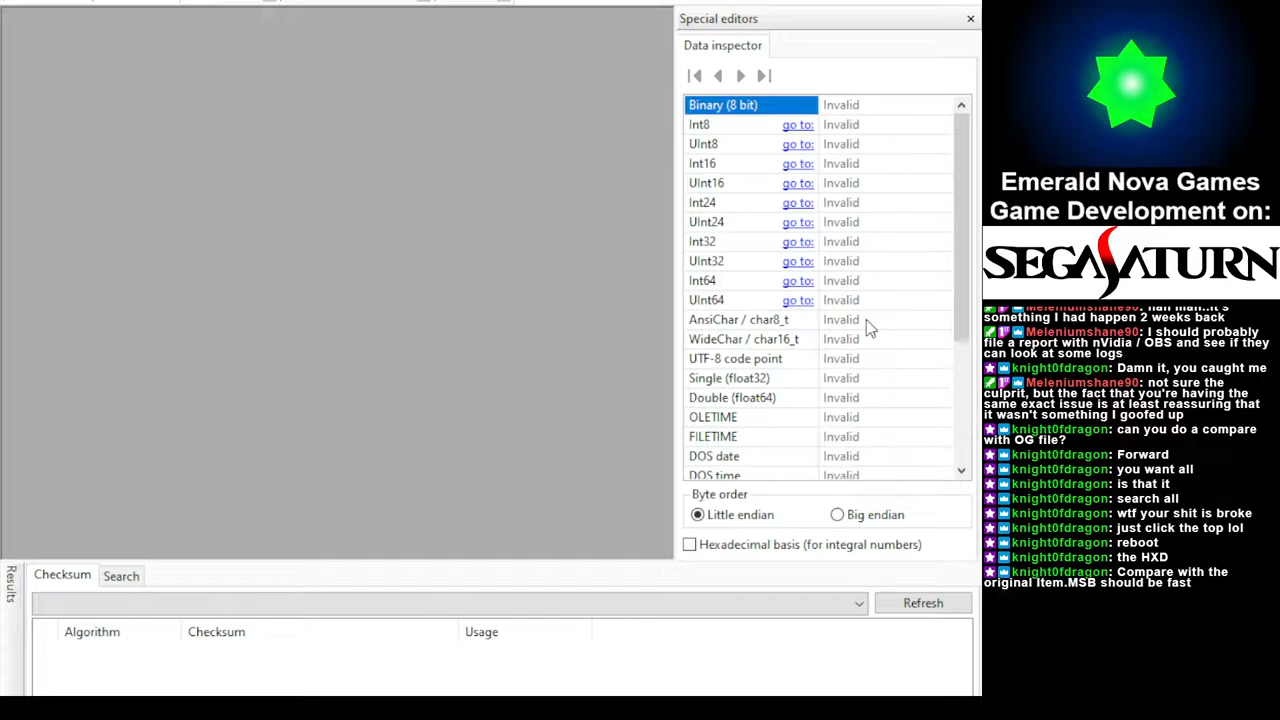 Special editors
Data inspector
Binary (8 bit) Invalid
Int8 go to: Invalid
UInt8 go to: Invalid
Int16 go to: Invalid
UInt16 go to: Invalid
Int24 go to: Invalid
UInt24 go to: Invalid
Int32 go to: Invalid
UInt32 go to: Invalid
Int64 go to: Invalid
UInt64 go to: Invalid
AnsiChar / char8_t Invalid
WideChar / char16_t Invalid
UTF-8 code point Invalid
Single (float32) Invalid
Double (float64) Invalid
OLETIME Invalid
FILETIME Invalid
DOS date Invalid
DOS time Invalid
Byte order
Little endian Big endian
Hexadecimal basis (for integral numbers)
Results
Checksum Search
Refresh
Algorithm Checksum Usage
Emerald Nova Games
Game Development on:
SEGA SATURN
something I had happen 2 weeks back
Meleniumshane90: I should probably
file a report with nVidia / OBS and see if they
can look at some logs
knight0fdragon: Damn it, you caught me
Meleniumshane90: not sure the
culprit, but the fact that you're having the
same exact issue is at least reassuring that
it wasn't something I goofed up
knight0fdragon: can you do a compare
with OG file?
knight0fdragon: Forward
knight0fdragon: you want all
knight0fdragon: is that it
knight0fdragon: search all
knight0fdragon: wtf your shit is broke
knight0fdragon: just click the top lol
knight0fdragon: reboot
knight0fdragon: the HXD
knight0fdragon: Compare with the
original Item.MSB should be fast